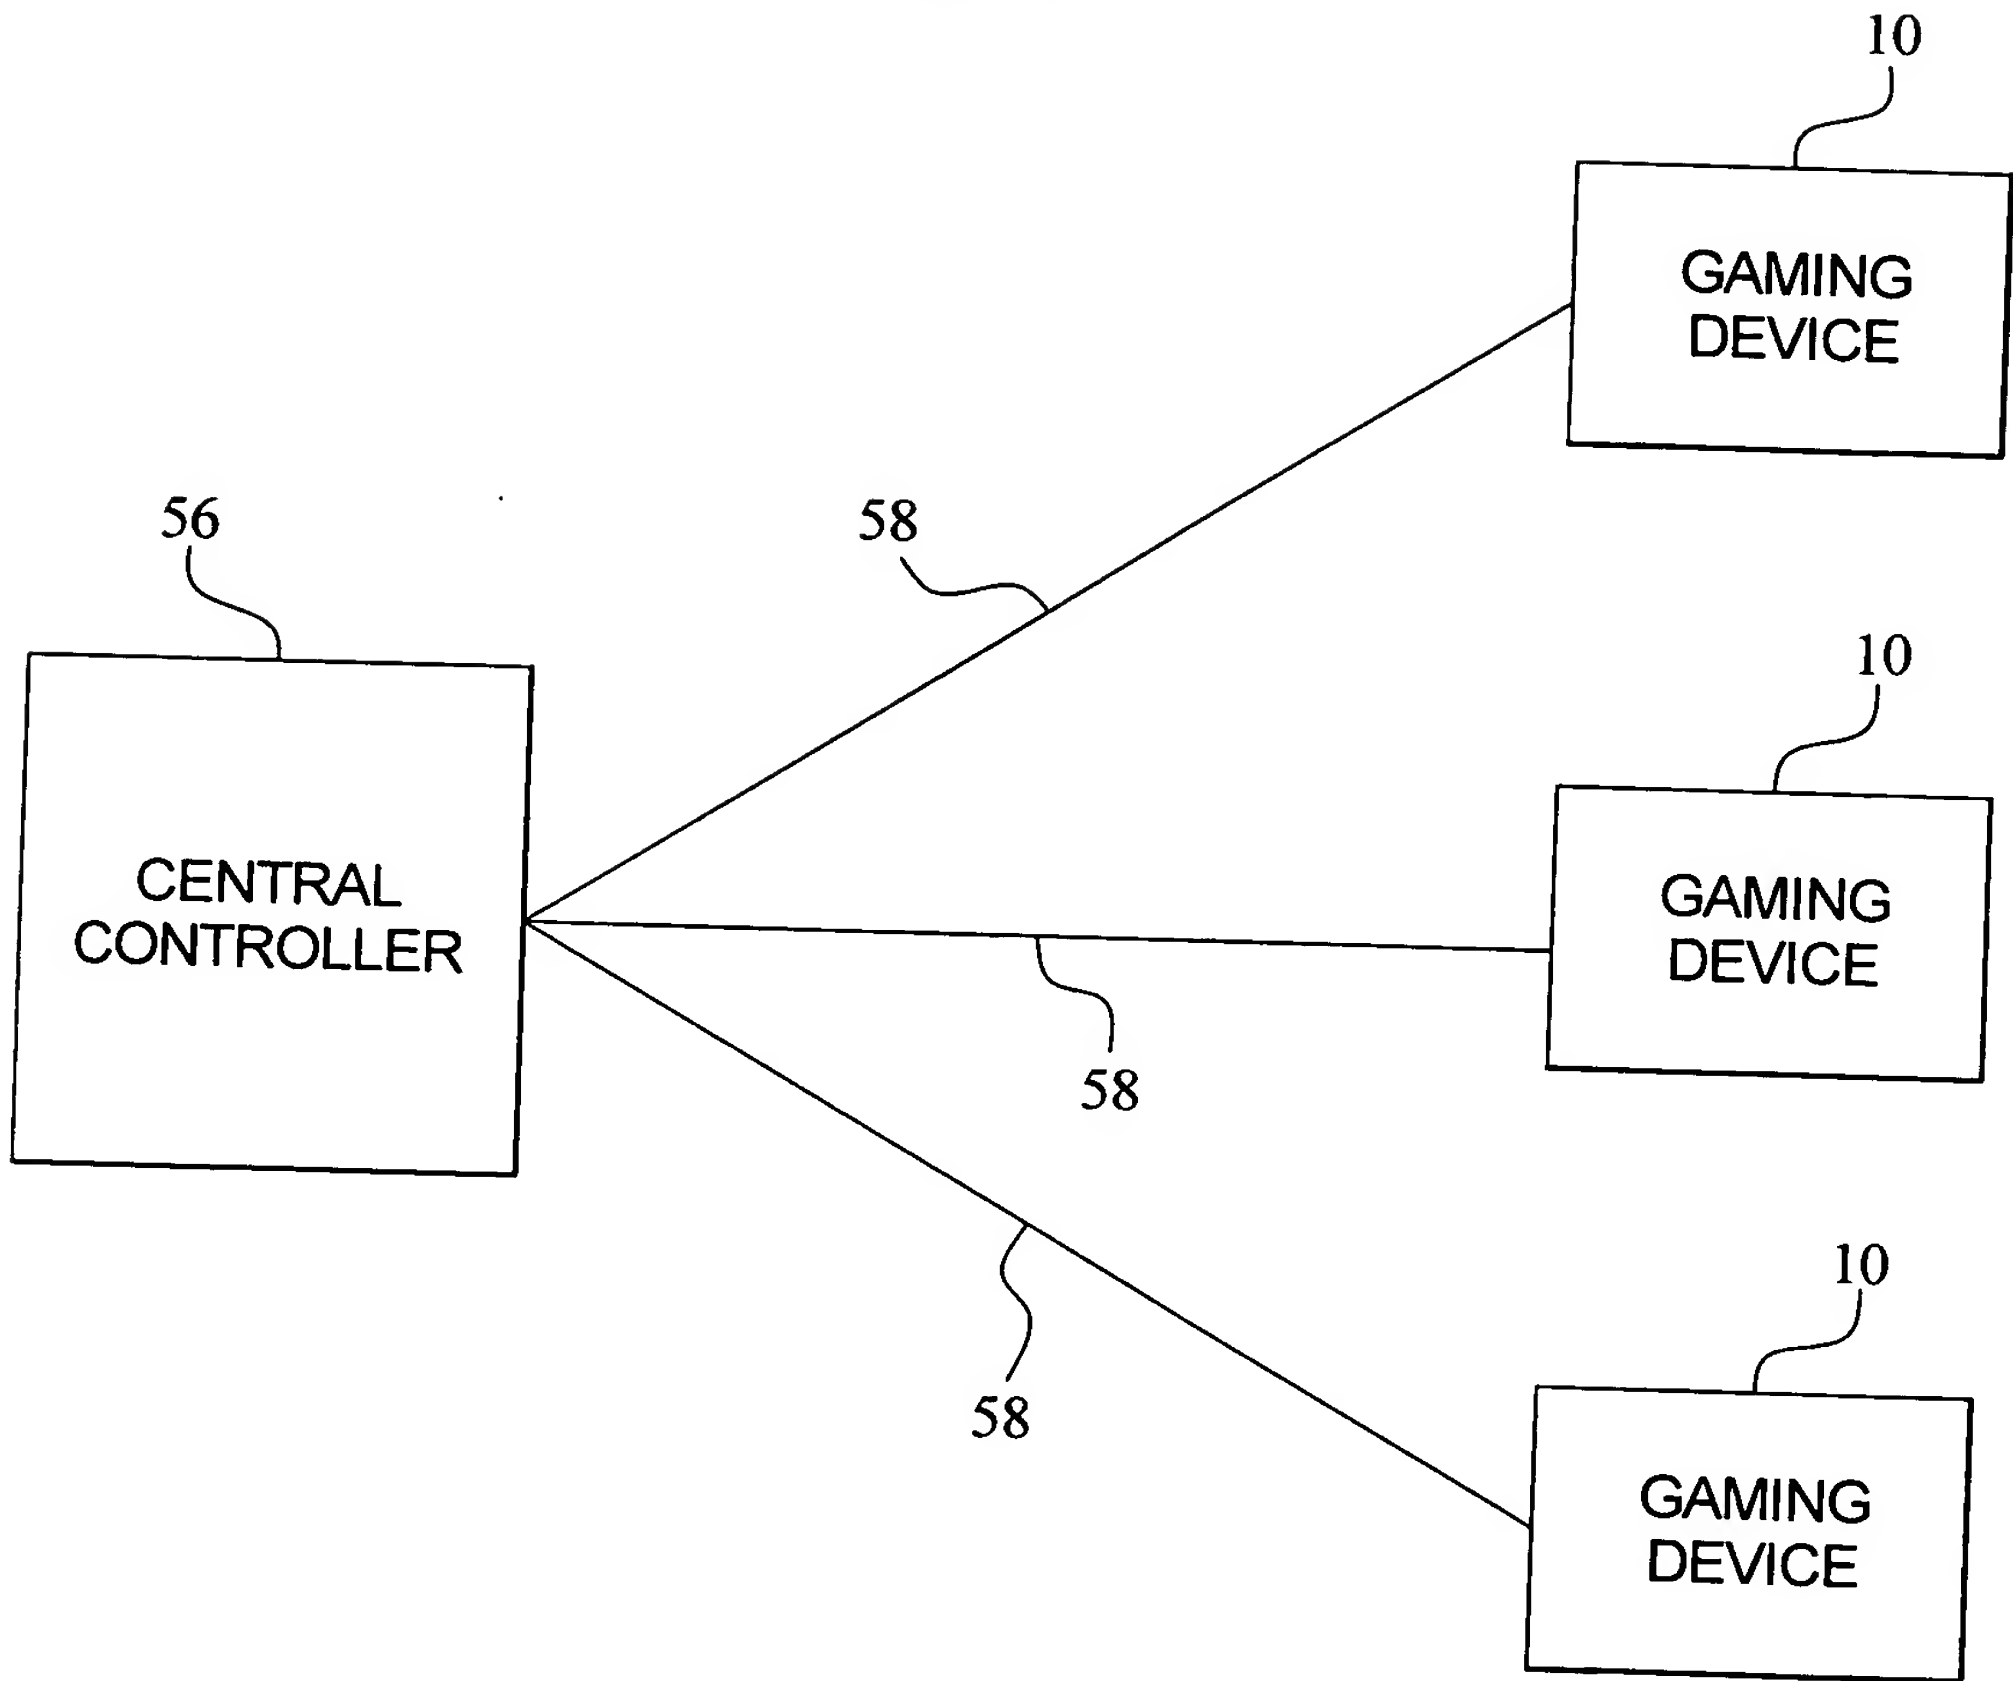 10
GAMING
DEVICE
56
58
10
CENTRAL
CONTROLLER
GAMING
DEVICE
58
10
58
GAMING
DEVICE